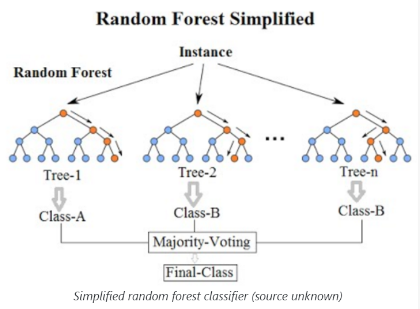 Random Forest Simplified
Instance
Random Forest
...
Tree-1 Tree-2 Tree-n
Class-A Class-B Class-B
Majority-Voting
Final-Class
Simplified random forest classifier (source unknown)